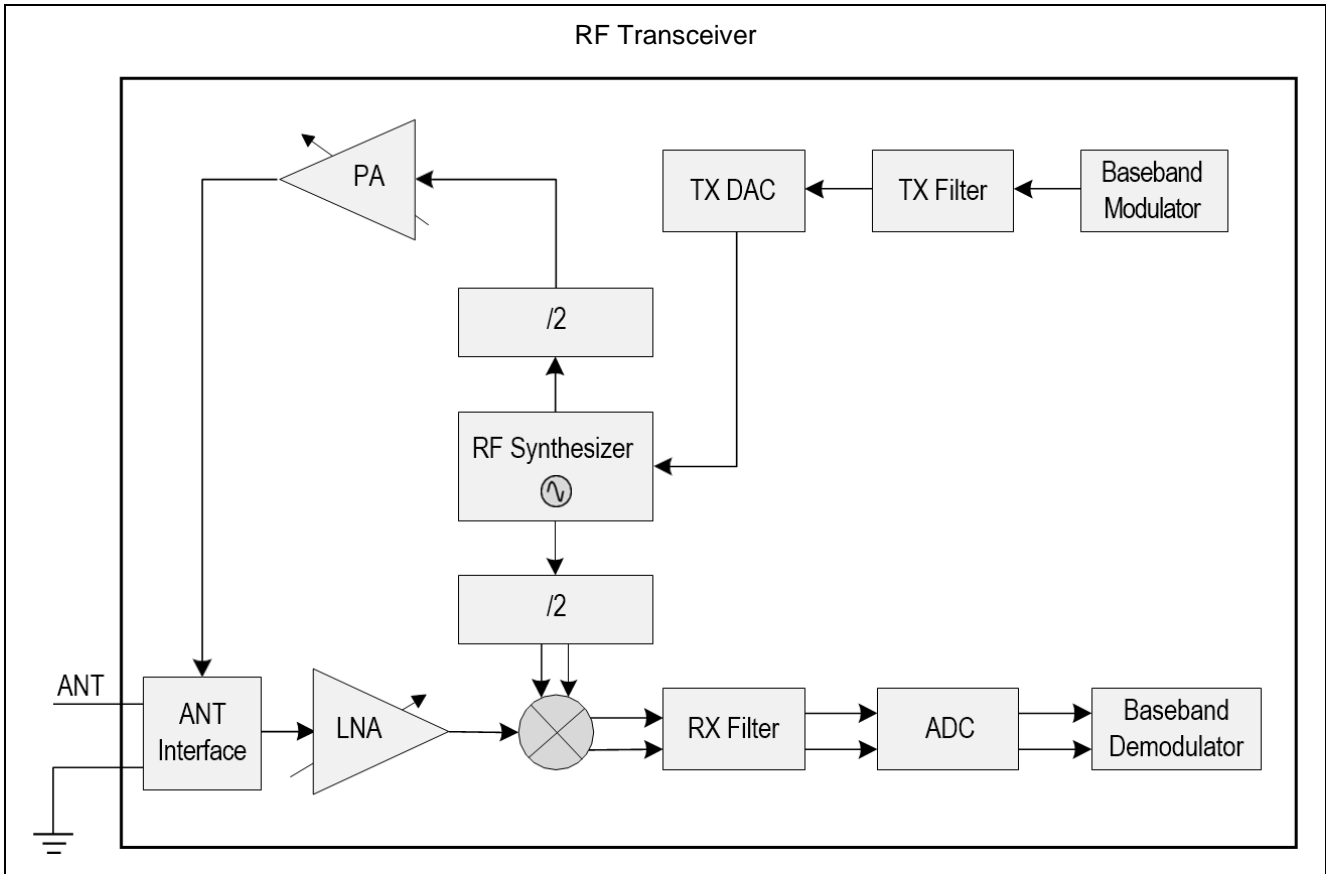 RF Transceiver
PA
TX DAC
TX Filter
Baseband
Modulator
/2
RF Synthesizer
/2
ANT
ANT
Interface
LNA
RX Filter
ADC
Baseband
Demodulator